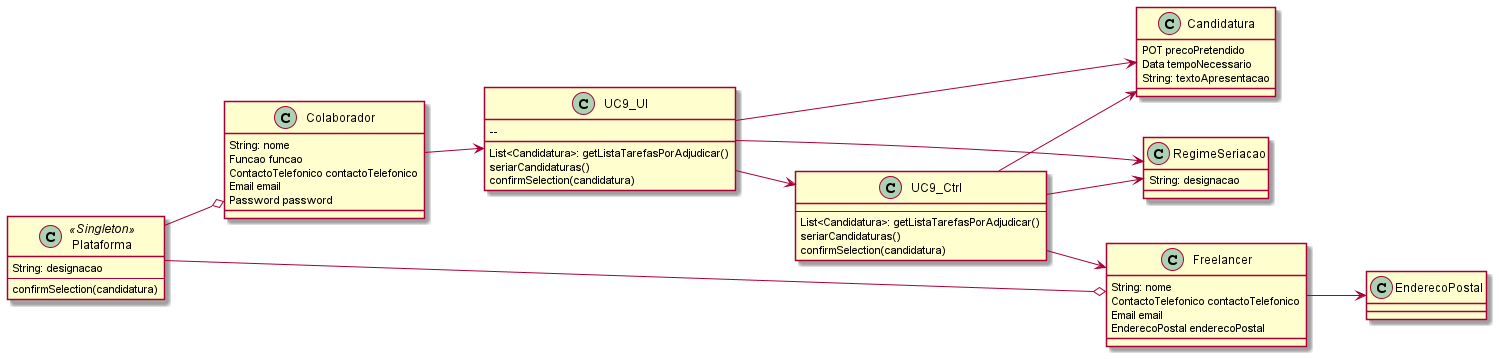 «Singleton»
C Plataforma
String: designacao
confirmSelection(candidatura)
C Colaborador
String: nome
Funcao funcao
ContactoTelefonico contactoTelefonico
Email email
Password password
C UC9_UI
--
List<Candidatura>: getListaTarefasPorAdjudicar()
seriarCandidaturas()
confirmSelection(candidatura)
C UC9_Ctrl
List<Candidatura>: getListaTarefasPorAdjudicar()
seriarCandidaturas()
confirmSelection(candidatura)
C Candidatura
POT precoPretendido
Data tempoNecessario
String: textoApresentacao
C RegimeSeriacao
String: designacao
C Freelancer
String: nome
ContactoTelefonico contactoTelefonico
Email email
EnderecoPostal enderecoPostal
C EnderecoPostal